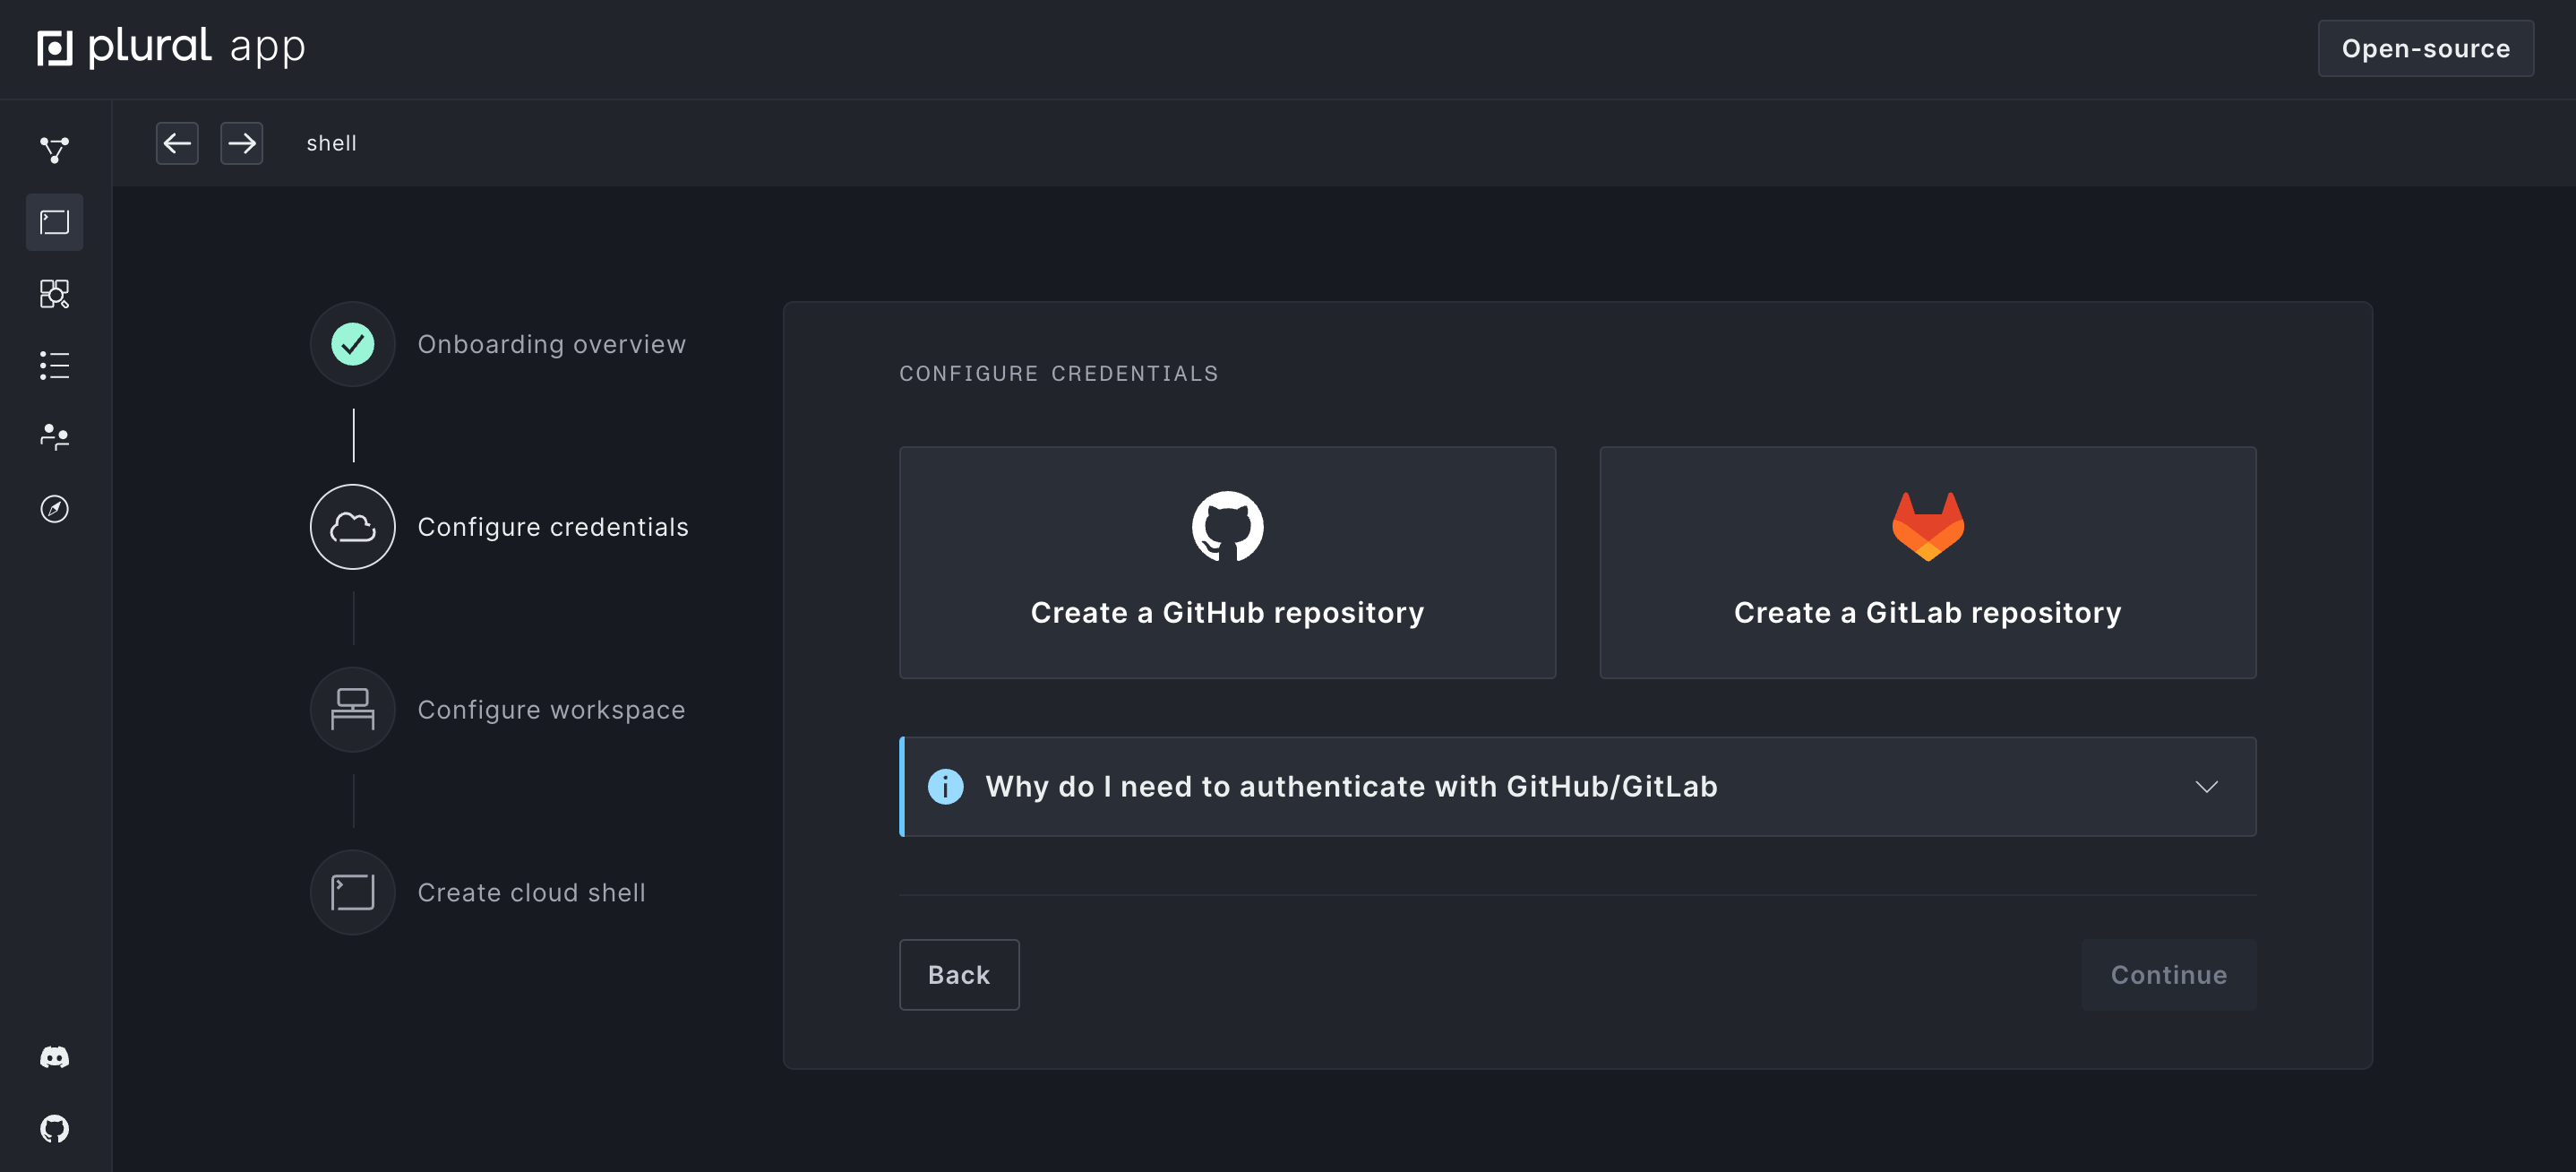 plural app
Open-source
shell
Onboarding overview
Configure credentials
Configure workspace
Create cloud shell
CONFIGURE CREDENTIALS
Create a GitHub repository
Create a GitLab repository
Why do I need to authenticate with GitHub/GitLab
Back
Continue